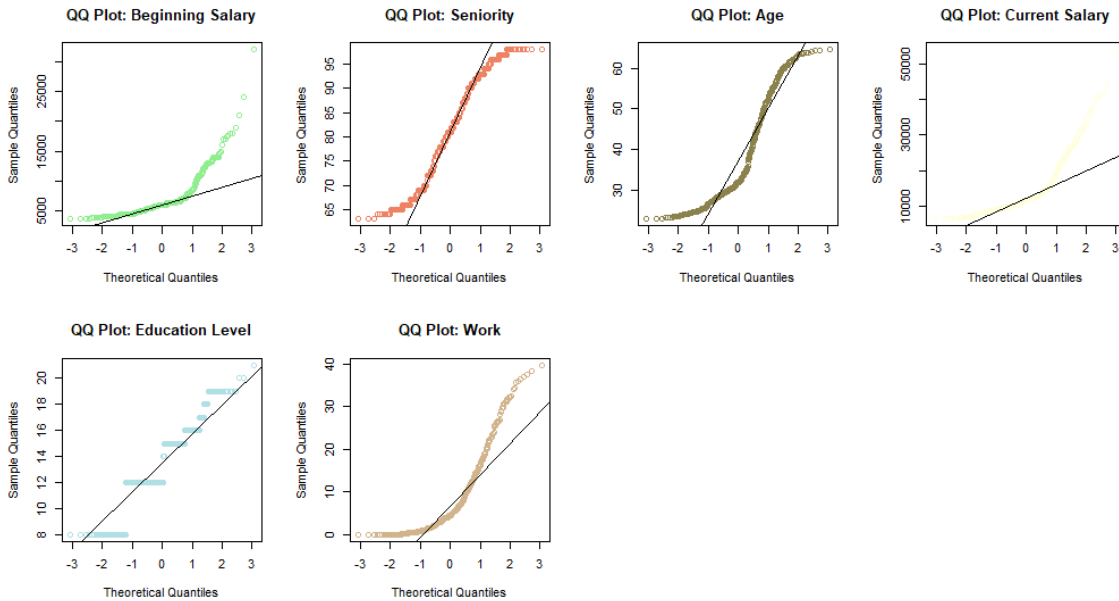 QQ Plot: Beginning Salary
Sample Quantiles
5000
15000
25000
-3 -2 -1 0 1 2 3
Theoretical Quantiles
QQ Plot: Seniority
Sample Quantiles
65 70 75 80 85 90 95
-3 -2 -1 0 1 2 3
Theoretical Quantiles
QQ Plot: Age
Sample Quantiles
30 40 50 60
-3 -2 -1 0 1 2 3
Theoretical Quantiles
QQ Plot: Current Salary
Sample Quantiles
10000 30000 50000
-3 -2 -1 0 1 2 3
Theoretical Quantiles
QQ Plot: Education Level
Sample Quantiles
8 10 12 14 16 18 20
-3 -2 -1 0 1 2 3
Theoretical Quantiles
QQ Plot: Work
Sample Quantiles
0 10 20 30 40
-3 -2 -1 0 1 2 3
Theoretical Quantiles